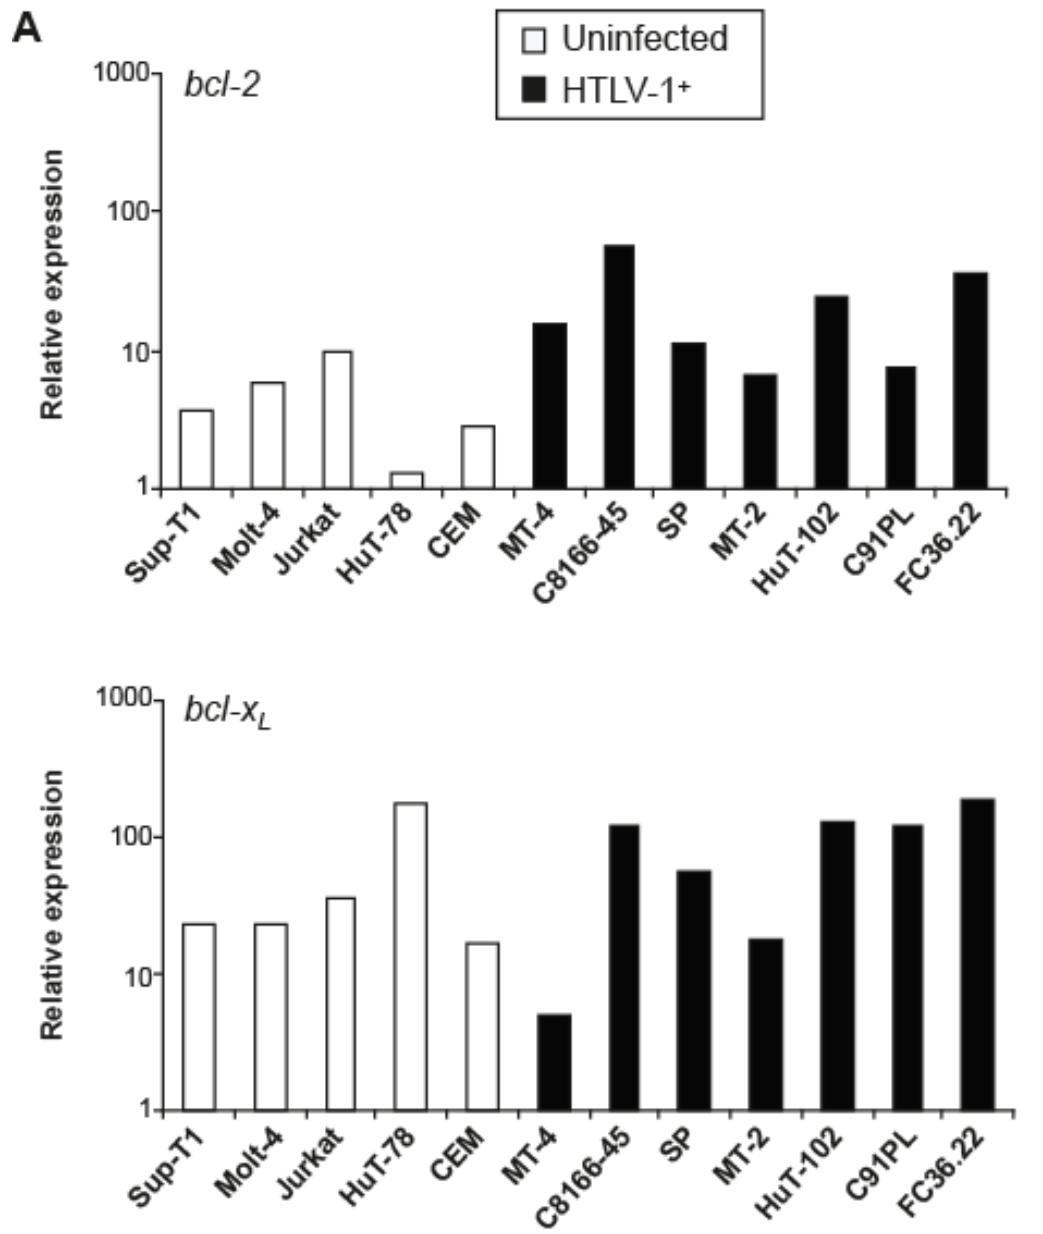 A
Uninfected
HTLV-1+
bcl-2
Relative expression
1000
100
10
1
Sup-T1
Molt-4
Jurkat
HuT-78
CEM
MT-4
C8166-45
SP
MT-2
HuT-102
C91PL
FC36.22
bcl-xL
Relative expression
1000
100
10
1
Sup-T1
Molt-4
Jurkat
HuT-78
CEM
MT-4
C8166-45
SP
MT-2
HuT-102
C91PL
FC36.22